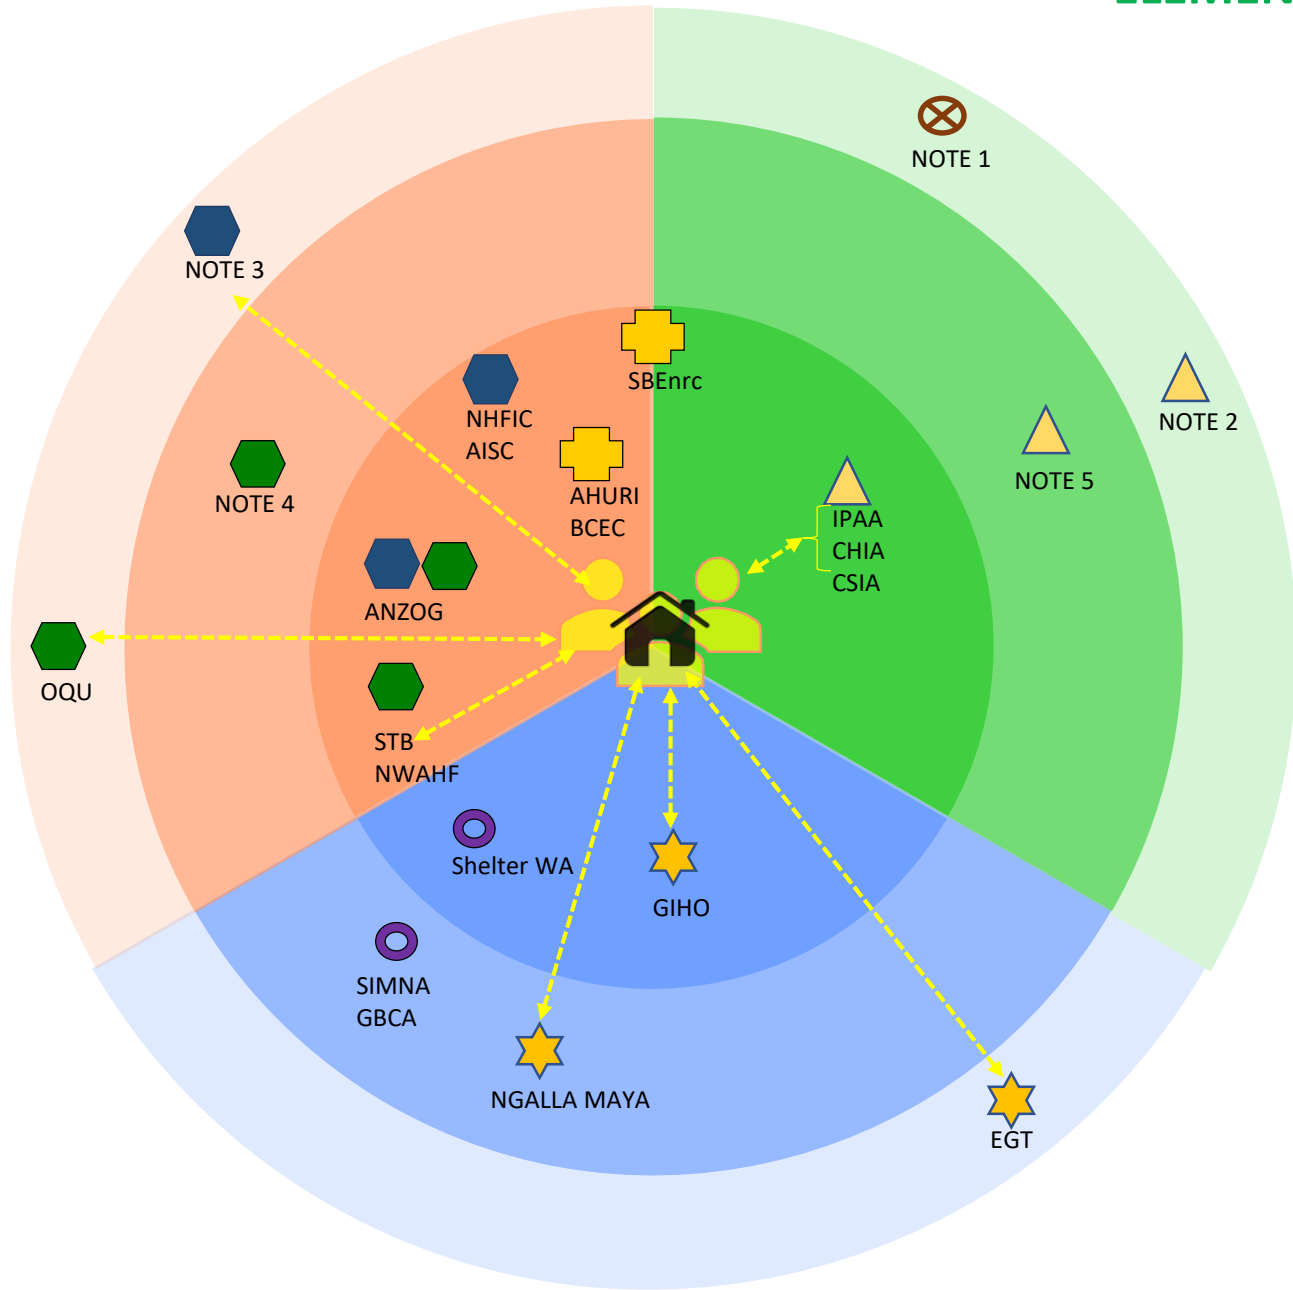 NOTE 1
NOTE 3
SBEnrc
NHFIC
AISC
NOTE 2
NOTE 5
NOTE 4
AHURI
BCEC
IPAA
CHIA
CSIA
ANZOG
OQU
STB
NWAHF
Shelter WA
GIHO
SIMNA
GBCA
NGALLA MAYA
EGT